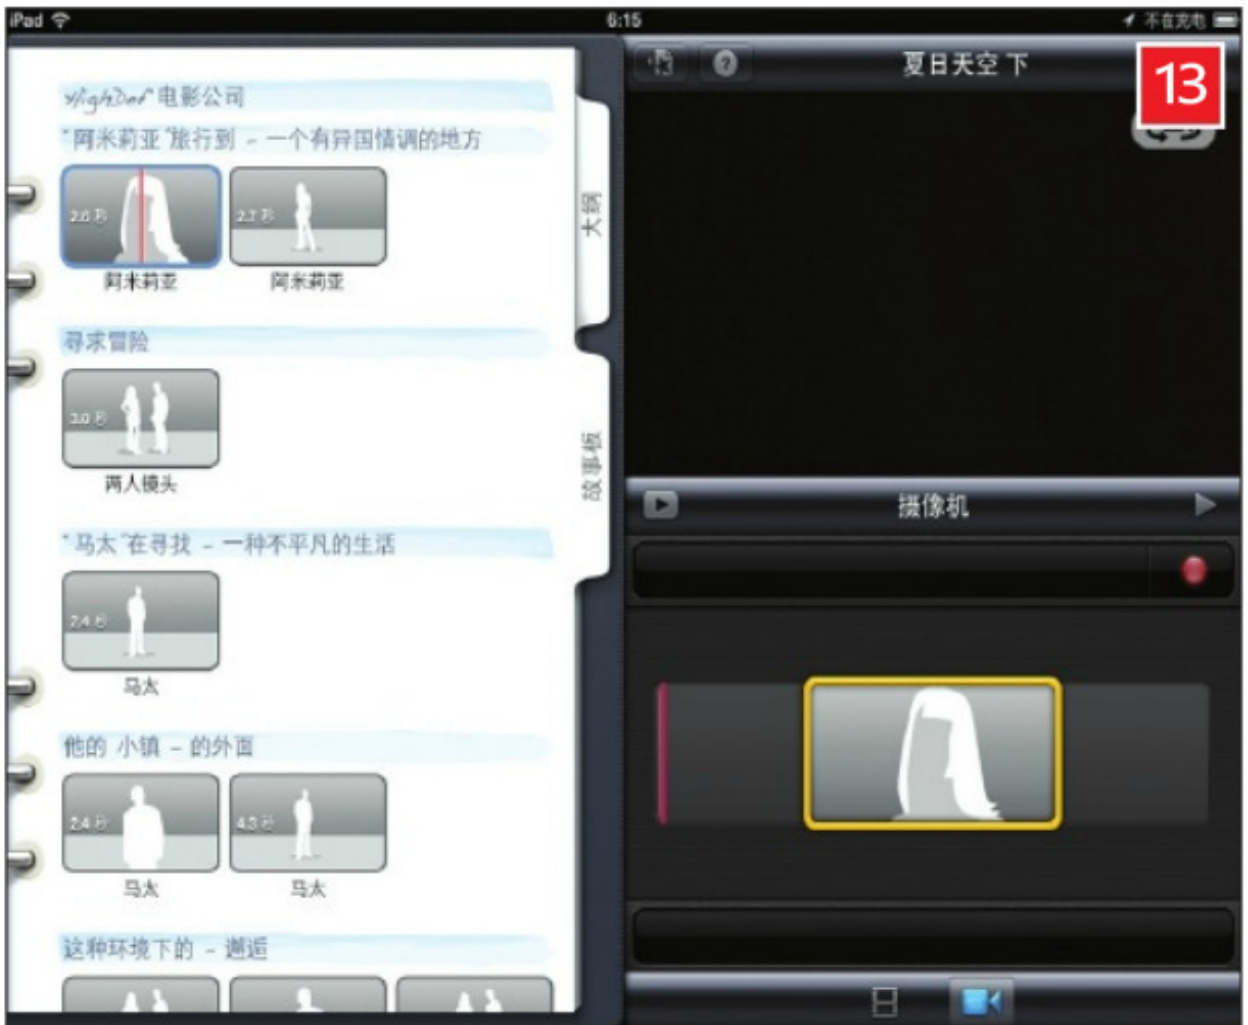 iPad
6:15
不在充电
13
HighDef 电影公司
“阿米莉亚”旅行到 - 一个有异国情调的地方
2.6 秒
2.7 秒
阿米莉亚
阿米莉亚
寻求冒险
3.0 秒
两人镜头
“马太”在寻找 - 一种不平凡的生活
2.4 秒
马太
他的 小镇 - 的外面
2.4 秒
4.3 秒
马太
马太
这种环境下的 - 邂逅
大纲
故事板
夏日天空 下
摄像机